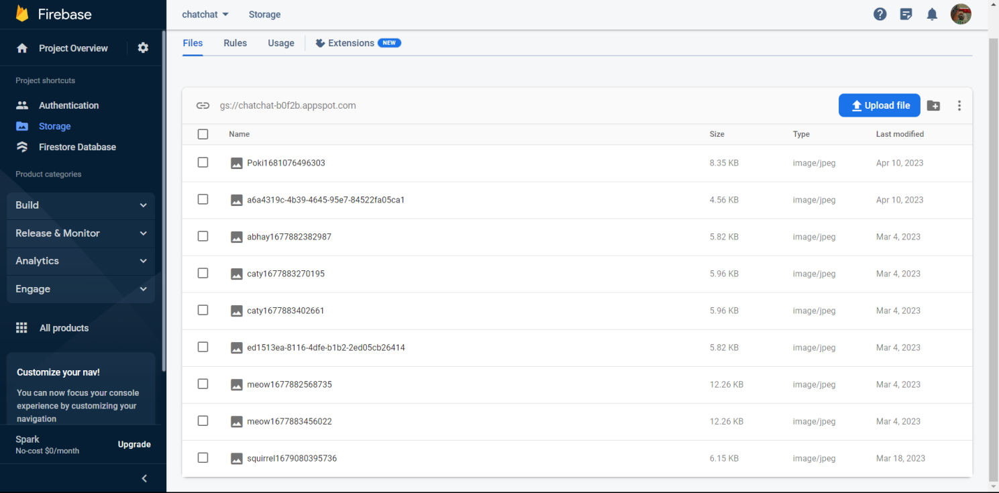 Firebase
chatchat Storage
Project Overview
Files Rules Usage Extensions NEW
Project shortcuts
Authentication
Storage
Firestore Database
Product categories
Build
Release & Monitor
Analytics
Engage
All products
Customize your nav!
You can now focus your console
experience by customizing your
navigation
Spark
No-cost $0/month
Upgrade
gs://chatchat-b0f2b.appspot.com Upload file
Name Size Type Last modified
Poki1681076496303 8.35 KB image/jpeg Apr 10, 2023
a6a4319c-4b39-4645-95e7-84522fa05ca1 4.56 KB image/jpeg Apr 10, 2023
abhay1677882382987 5.82 KB image/jpeg Mar 4, 2023
caty1677883270195 5.96 KB image/jpeg Mar 4, 2023
caty1677883402661 5.96 KB image/jpeg Mar 4, 2023
ed1513ea-8116-4dfe-b1b2-2ed05cb26414 5.82 KB image/jpeg Mar 4, 2023
meow1677882568735 12.26 KB image/jpeg Mar 4, 2023
meow1677883456022 12.26 KB image/jpeg Mar 4, 2023
squirrel1679080395736 6.15 KB image/jpeg Mar 18, 2023